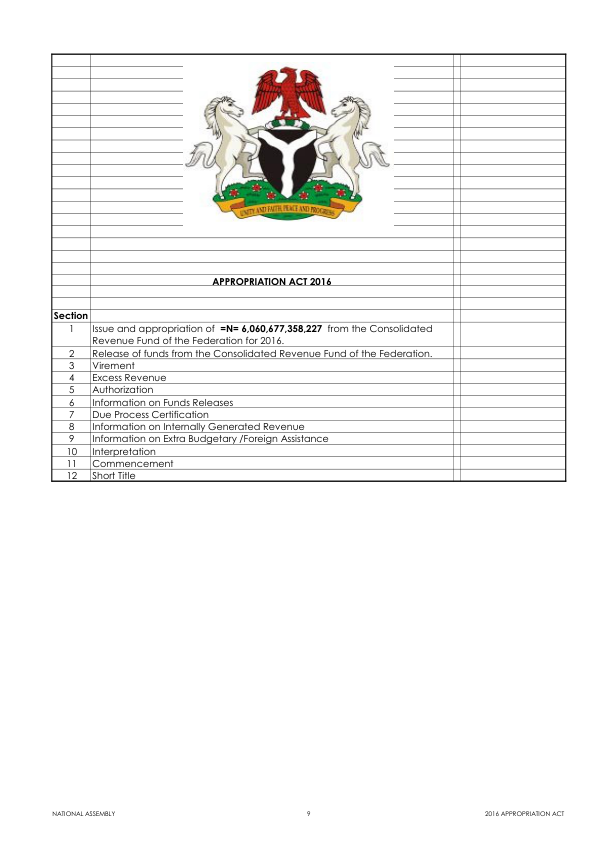 UNITY AND FAITH, PEACE AND PROGRESS
APPROPRIATION ACT 2016
Section
1 Issue and appropriation of =N= 6,060,677,358,227 from the Consolidated
Revenue Fund of the Federation for 2016.
2 Release of funds from the Consolidated Revenue Fund of the Federation.
3 Virement
4 Excess Revenue
5 Authorization
6 Information on Funds Releases
7 Due Process Certification
8 Information on Internally Generated Revenue
9 Information on Extra Budgetary /Foreign Assistance
10 Interpretation
11 Commencement
12 Short Title
NATIONAL ASSEMBLY 9 2016 APPROPRIATION ACT